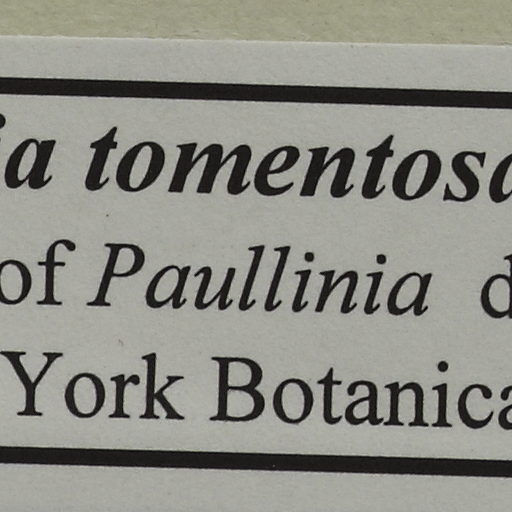 ia tomentosa
of Paullinia d
York Botanica